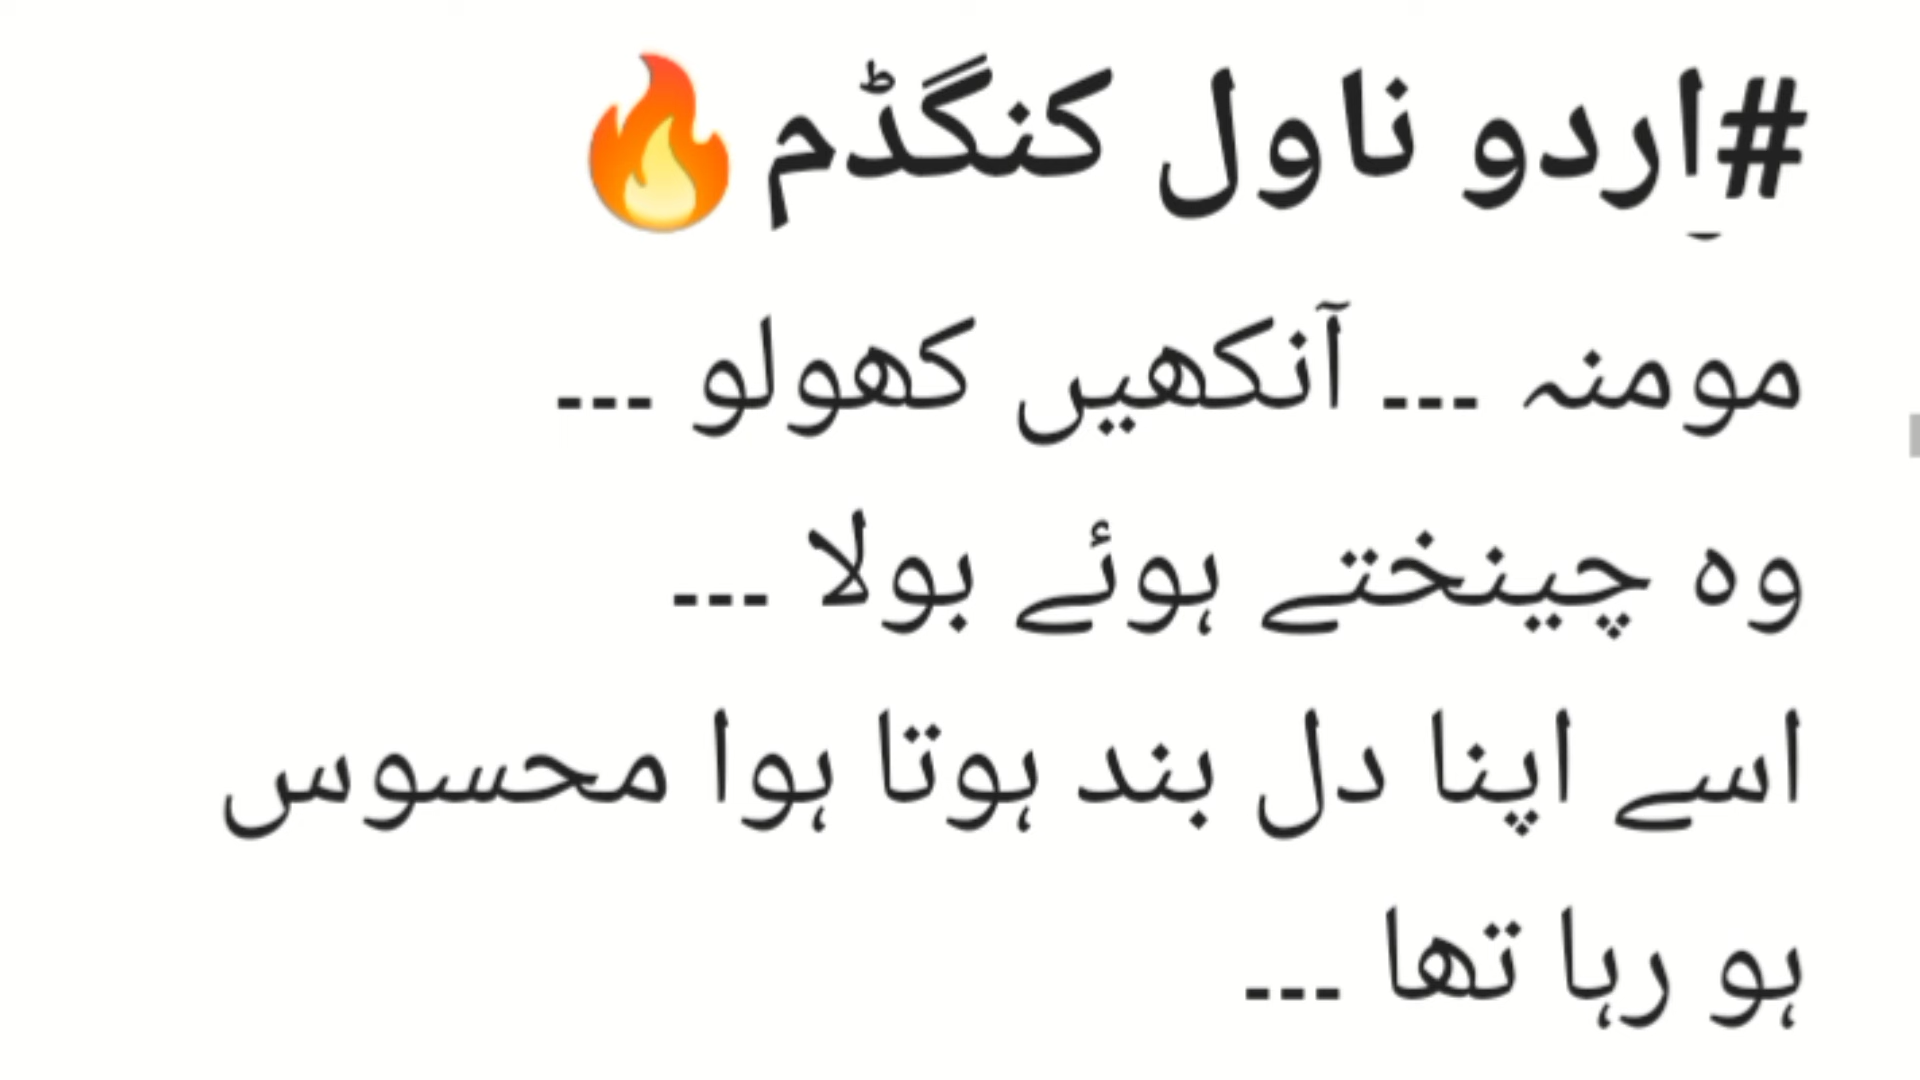 #اردو ناول کنگڈم🔥
مومنہ --- آنکھیں کھولو ---
وہ چینختے ہوئے بولا ---
اسے اپنا دل بند ہوتا ہوا محسوس
ہو رہا تھا ---